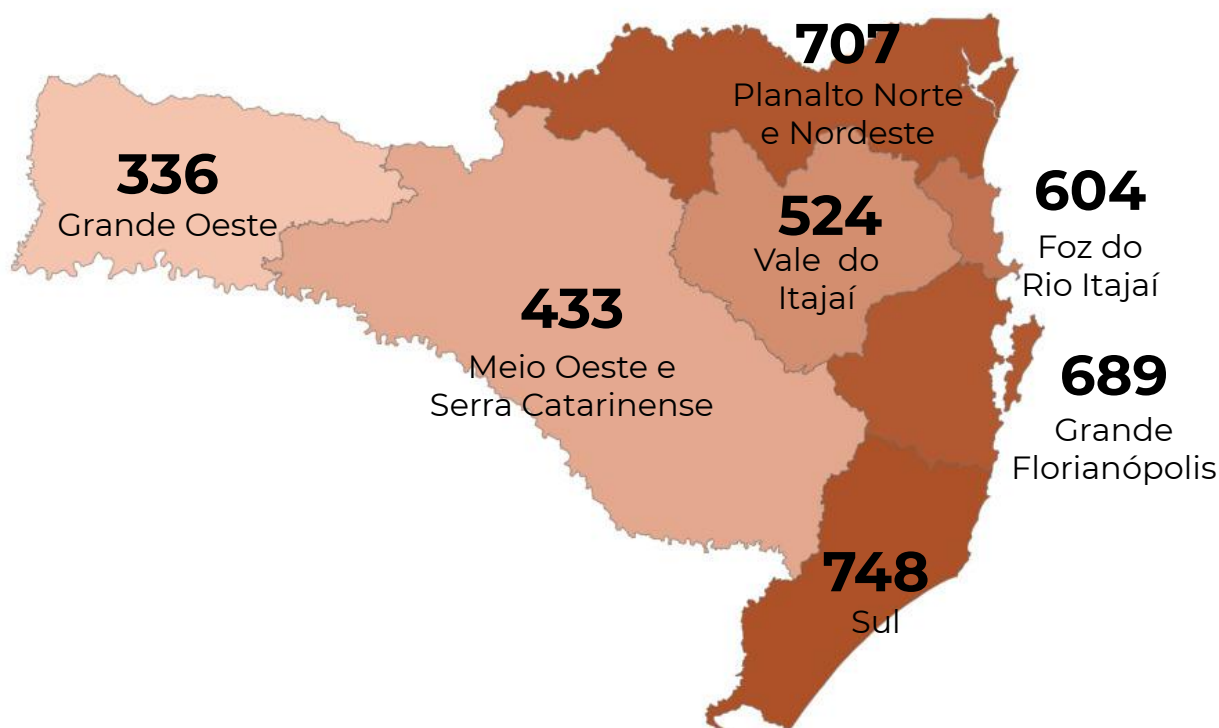 707
Planalto Norte
e Nordeste
336
Grande Oeste
524
Vale do
Itajaí
604
Foz do
Rio Itajaí
433
Meio Oeste e
Serra Catarinense
689
Grande
Florianópolis
748
Sul